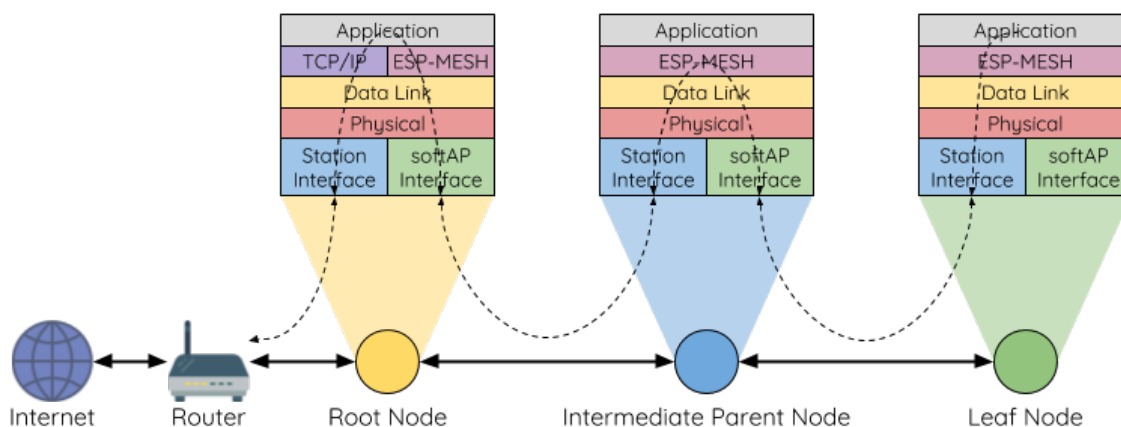 Application
TCP/IP
ESP-MESH
Data Link
Physical
Station
Interface
softAP
Interface
Application
ESP-MESH
Data Link
Physical
Station
Interface
softAP
Interface
Application
ESP-MESH
Data Link
Physical
Station
Interface
softAP
Interface
Internet
Router
Root Node
Intermediate Parent Node
Leaf Node